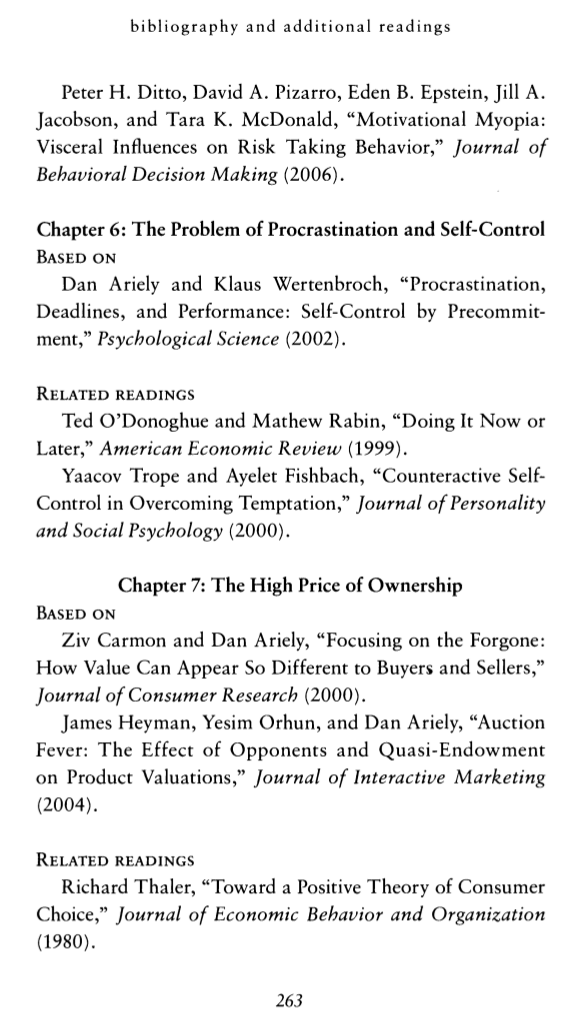 bibliography and additional readings
Peter H. Ditto, David A. Pizarro, Eden B. Epstein, Jill A.
Jacobson, and Tara K. McDonald, “Motivational Myopia:
Visceral Influences on Risk Taking Behavior,” Journal of
Behavioral Decision Making (2006).
Chapter 6: The Problem of Procrastination and Self-Control
BASED ON
Dan Ariely and Klaus Wertenbroch, “Procrastination,
Deadlines, and Performance: Self-Control by Precommit-
ment,” Psychological Science (2002).
RELATED READINGS
Ted O’Donoghue and Mathew Rabin, “Doing It Now or
Later,” American Economic Review (1999).
Yaacov Trope and Ayelet Fishbach, “Counteractive Self-
Control in Overcoming Temptation,” Journal of Personality
and Social Psychology (2000).
Chapter 7: The High Price of Ownership
BASED ON
Ziv Carmon and Dan Ariely, “Focusing on the Forgone:
How Value Can Appear So Different to Buyers and Sellers,”
Journal of Consumer Research (2000).
James Heyman, Yesim Orhun, and Dan Ariely, “Auction
Fever: The Effect of Opponents and Quasi-Endowment
on Product Valuations,” Journal of Interactive Marketing
(2004).
RELATED READINGS
Richard Thaler, “Toward a Positive Theory of Consumer
Choice,” Journal of Economic Behavior and Organization
(1980).
263